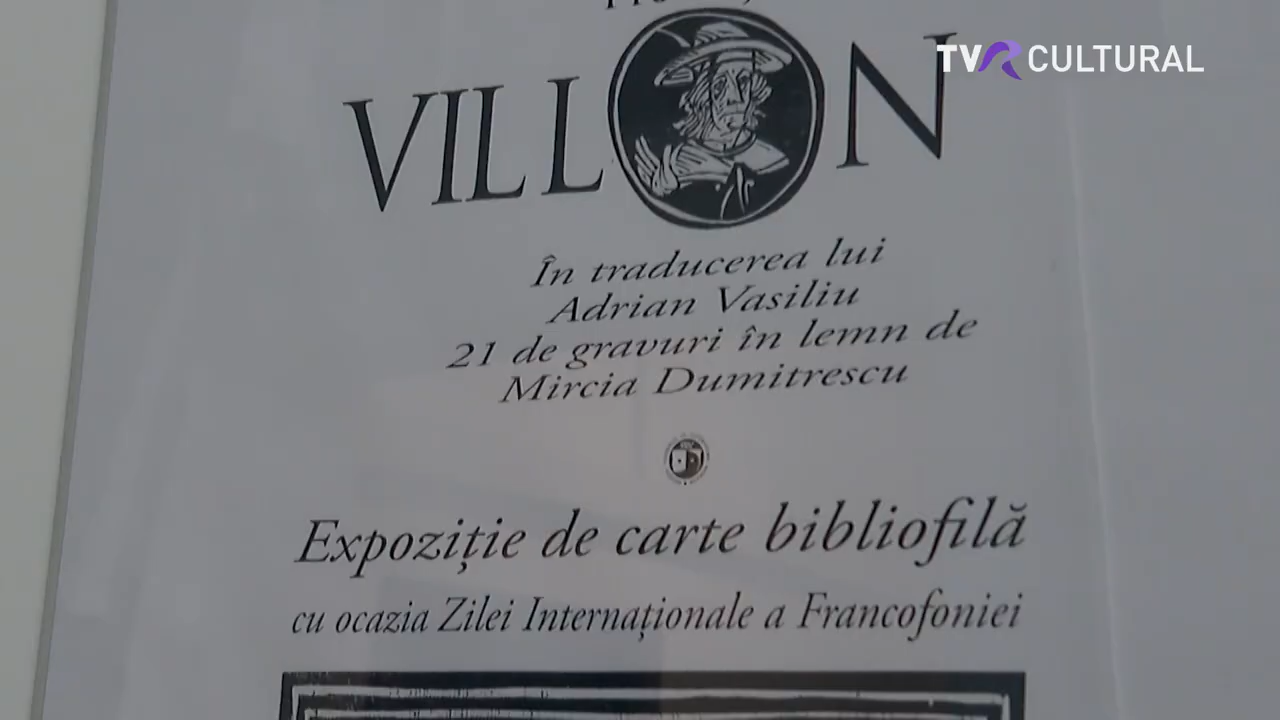 TVR CULTURAL
VILLON
În traducerea lui
Adrian Vasiliu
21 de gravuri în lemn de
Mircia Dumitrescu
Expoziție de carte bibliofilă
cu ocazia Zilei Internaționale a Francofoniei